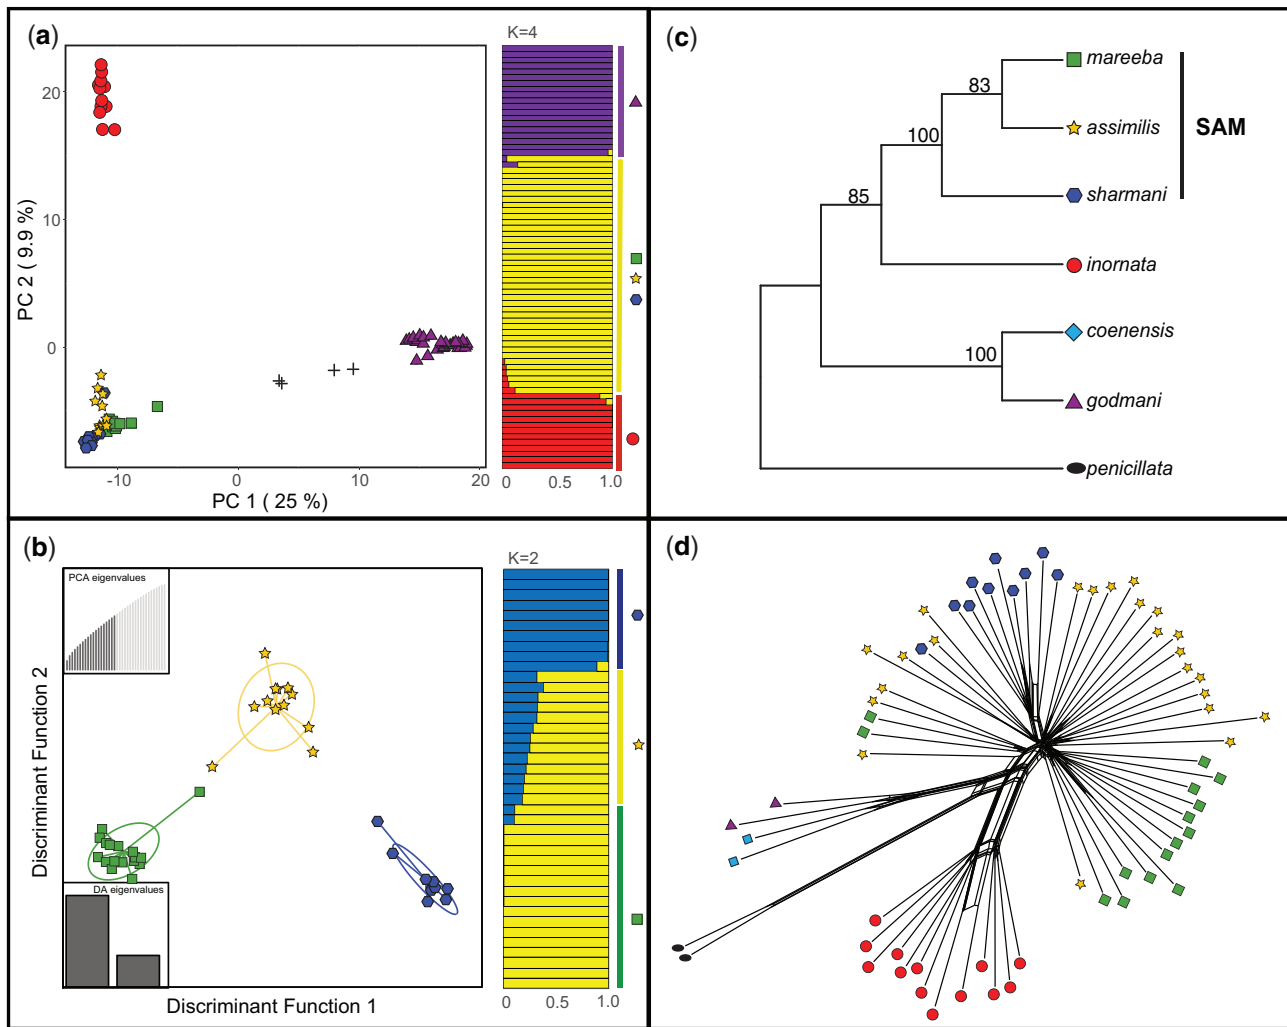 (a)
K=4
20
10
0
PC 2 ( 9.9 %)
-10
0
10
20
PC 1 ( 25 %)
0
0.5
1.0
(c)
mareeba
83
assimilis
SAM
100
sharmani
85
inornata
coenensis
100
godmani
penicillata
(b)
K=2
PCA eigenvalues
Discriminant Function 2
DA eigenvalues
Discriminant Function 1
0
0.5
1.0
(d)